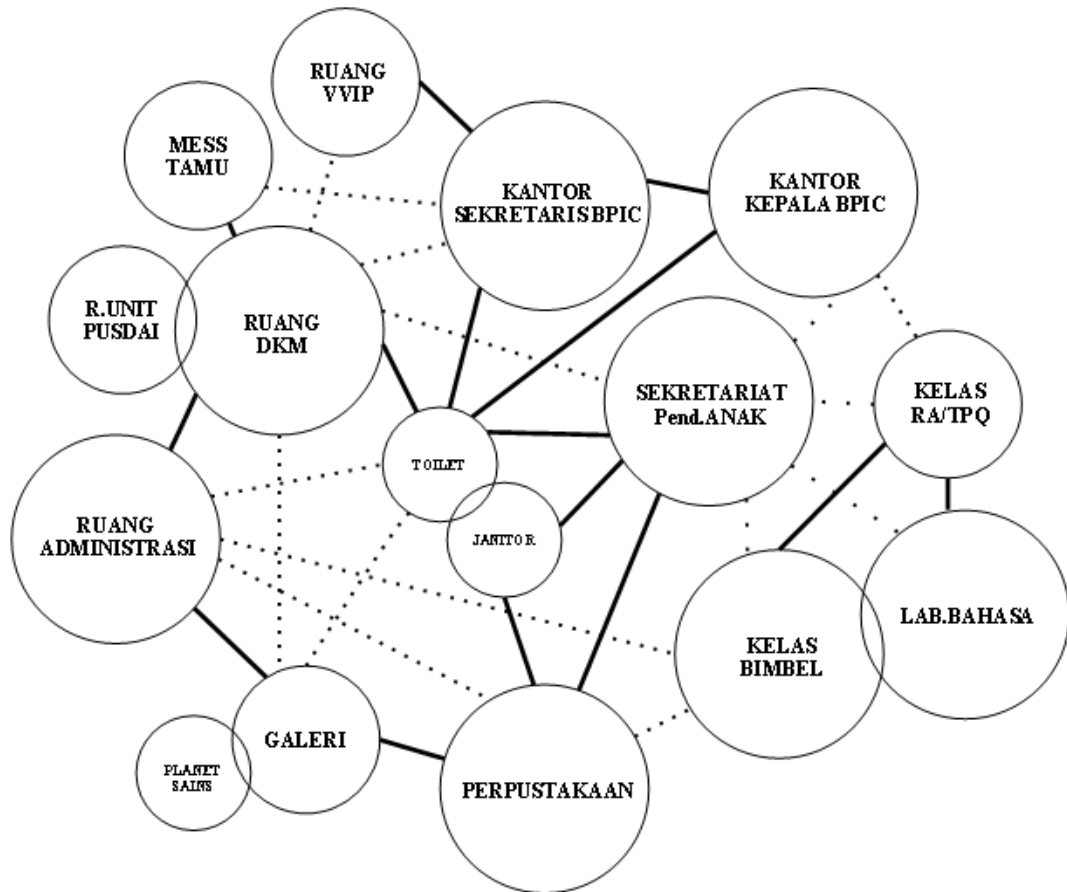 RUANG
VVIP
MESS
TAMU
KANTOR
SEKRETARIS BPIC
KANTOR
KEPALA BPIC
R.UNIT
PUSDAI
RUANG
DKM
SEKRETARIAT
Pend.ANAK
KELAS
RA/TPQ
TOILET
RUANG
ADMINISTRASI
JANITOR
LAB.BAHASA
KELAS
BIMBEL
GALERI
PLANET
SAINS
PERPUSTAKAAN